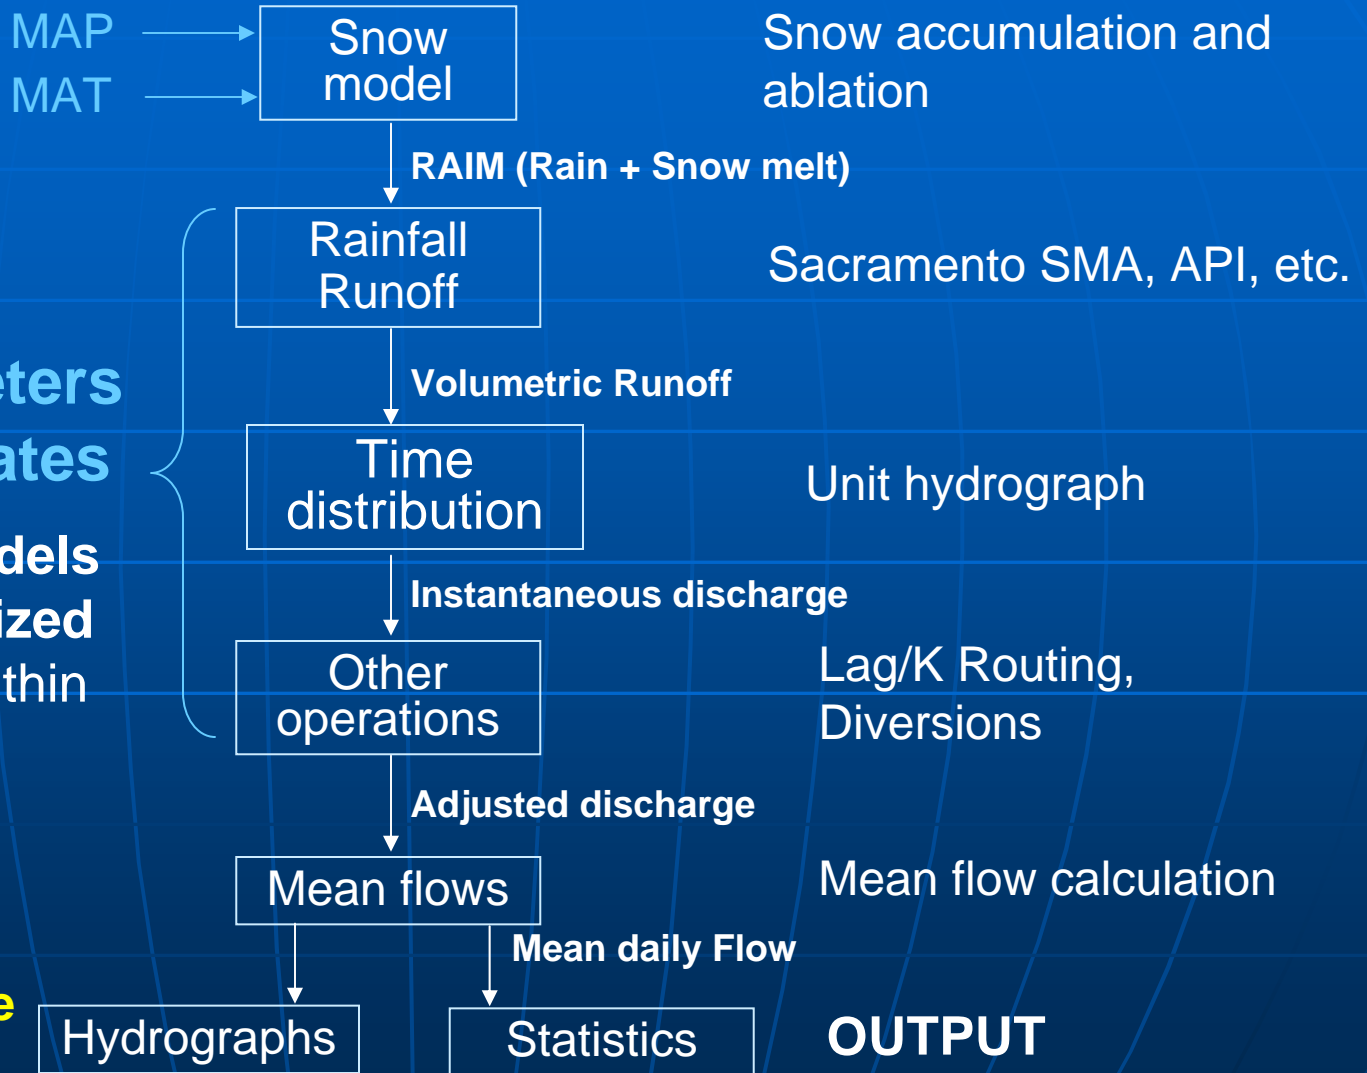 MAP
MAT
Snow
model
Snow accumulation and
ablation
RAIM (Rain + Snow melt)
Rainfall
Runoff
Sacramento SMA, API, etc.
Volumetric Runoff
Time
distribution
Unit hydrograph
eters
ates
dels
ized
thin
Instantaneous discharge
Other
operations
Lag/K Routing,
Diversions
Adjusted discharge
Mean flows
Mean flow calculation
Mean daily Flow
e
Hydrographs
Statistics
OUTPUT